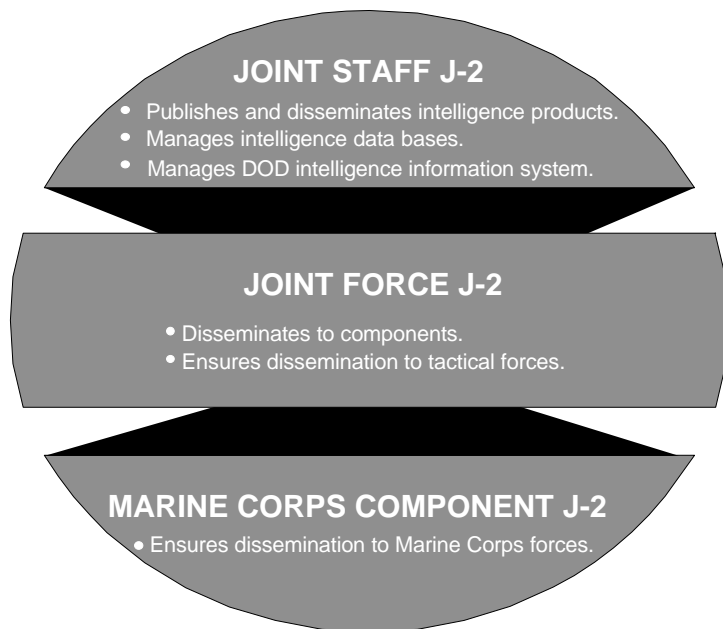 JOINT STAFF J-2
• Publishes and disseminates intelligence products.
• Manages intelligence data bases.
• Manages DOD intelligence information system.
JOINT FORCE J-2
• Disseminates to components.
• Ensures dissemination to tactical forces.
MARINE CORPS COMPONENT J-2
• Ensures dissemination to Marine Corps forces.